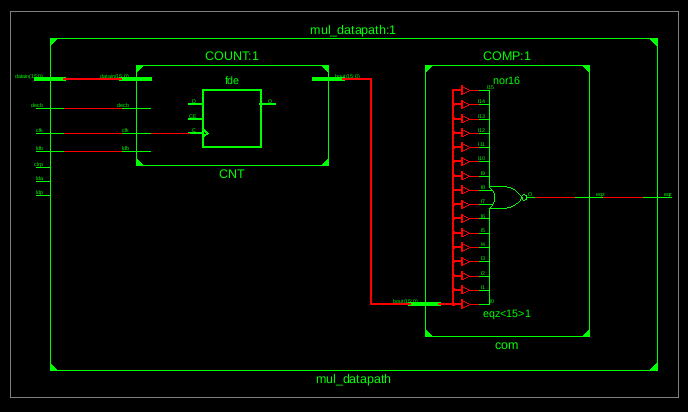 mul_datapath:1
COUNT:1
COMP:1
datain(15:0)
datain(15:0)
bout(15:0)
fde
nor16
I15
D
Q
I14
decb
decb
CE
I13
clk
clk
C
I12
I11
ldb
ldb
I10
clrp
I9
CNT
lda
I8
ldp
I7
O
eqz
eqz
I6
I5
I4
I3
I2
I1
bout(15:0)
I0
eqz<15>1
com
mul_datapath